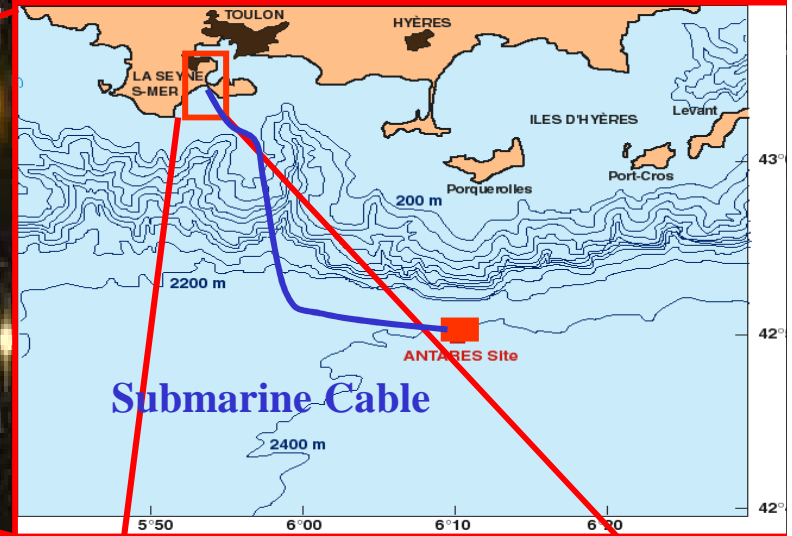 TOULON
HYÈRES
LA SEYNE
S-MER
ILES D'HYÈRES
Levant
Porquerolles
Port-Cros
43°
200 m
2200 m
42°
ANTARES Site
Submarine Cable
2400 m
42°
5°50
6°00
6°10
6°20